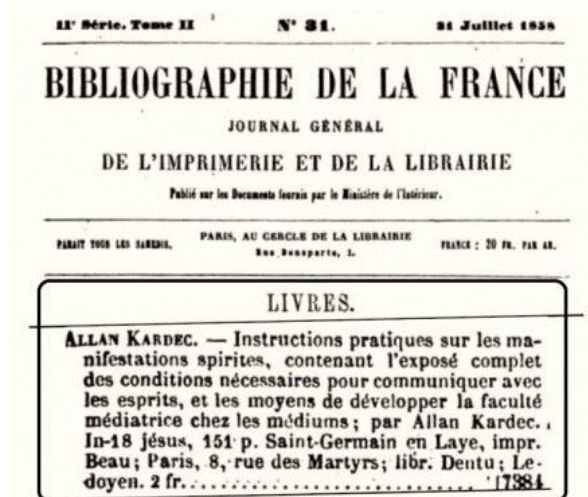 IIᵉ Série. Tome II Nº 31. 31 Juillet 1858
BIBLIOGRAPHIE DE LA FRANCE
JOURNAL GÉNÉRAL
DE L'IMPRIMERIE ET DE LA LIBRAIRIE
Publié sur les Documents fournis par le Ministère de l'Intérieur.
PARAIT TOUS LES SAMEDIS. PARIS, AU CERCLE DE LA LIBRAIRIE FRANCE : 20 FR. PAR AN.
Rue Bonaparte, 1.
LIVRES.
ALLAN KARDEC. — Instructions pratiques sur les ma-
nifestations spirites, contenant l'exposé complet
des conditions nécessaires pour communiquer avec
les esprits, et les moyens de développer la faculté
médiatrice chez les médiums; par Allan Kardec.
In-18 jésus, 151 p. Saint-Germain en Laye, impr.
Beau; Paris, 8, rue des Martyrs; libr. Dentu; Le-
doyen. 2 fr. . . . . . . . . . . . . . . . . . . . . . [7384